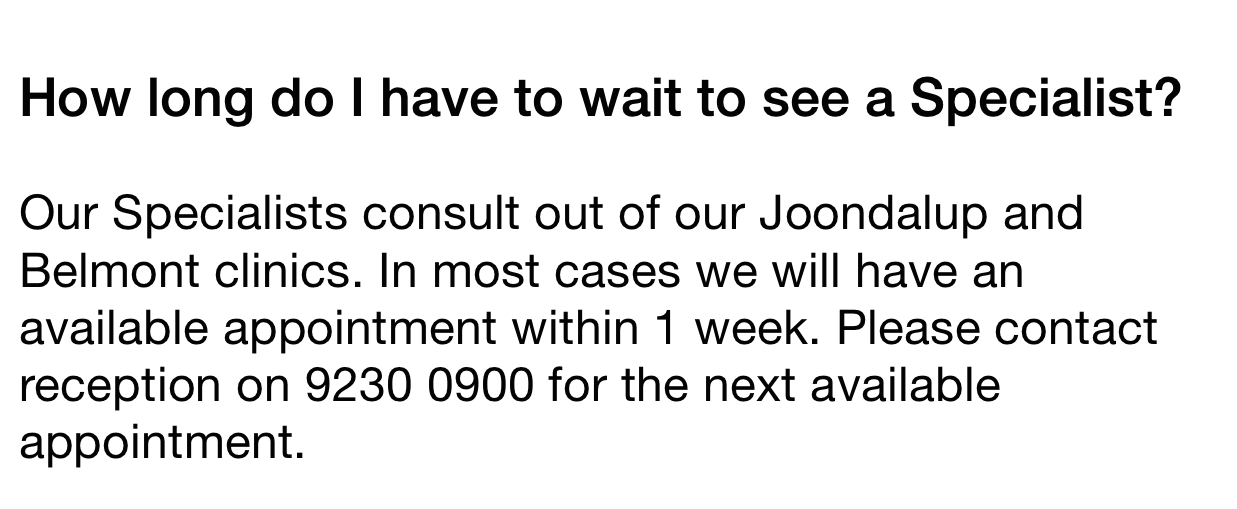 How long do I have to wait to see a Specialist?
Our Specialists consult out of our Joondalup and
Belmont clinics. In most cases we will have an
available appointment within 1 week. Please contact
reception on 9230 0900 for the next available
appointment.